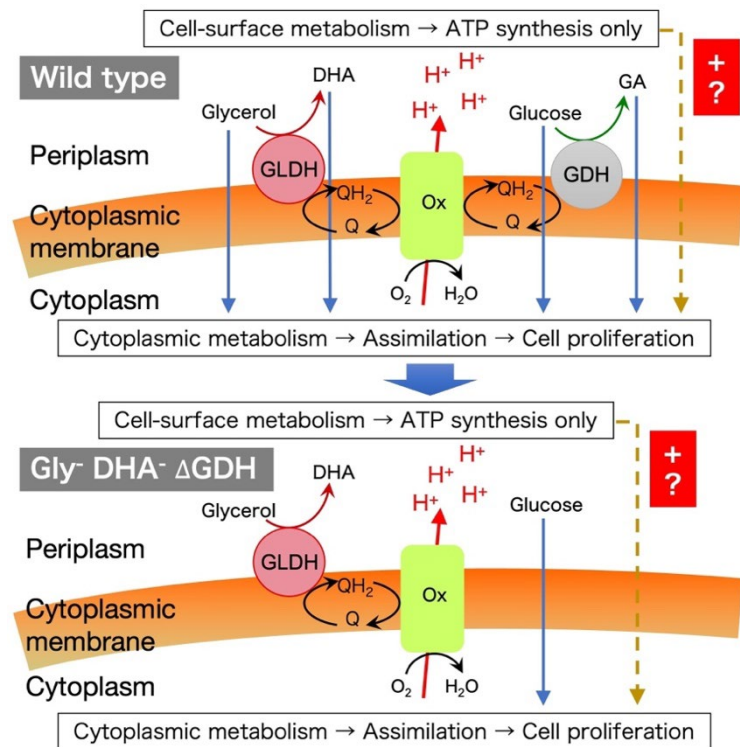 Cell-surface metabolism → ATP synthesis only
+
?
Wild type
H⁺
H⁺
H⁺
H⁺
DHA
GA
Glycerol
Glucose
Periplasm
GLDH
GDH
QH₂
QH₂
Ox
Q
Q
Cytoplasmic
membrane
Cytoplasm
O₂
H₂O
Cytoplasmic metabolism → Assimilation → Cell proliferation
Cell-surface metabolism → ATP synthesis only
+
?
Gly⁻ DHA⁻ ΔGDH
H⁺
H⁺
H⁺
H⁺
DHA
Glycerol
Glucose
Periplasm
GLDH
QH₂
Ox
Q
Cytoplasmic
membrane
Cytoplasm
O₂
H₂O
Cytoplasmic metabolism → Assimilation → Cell proliferation